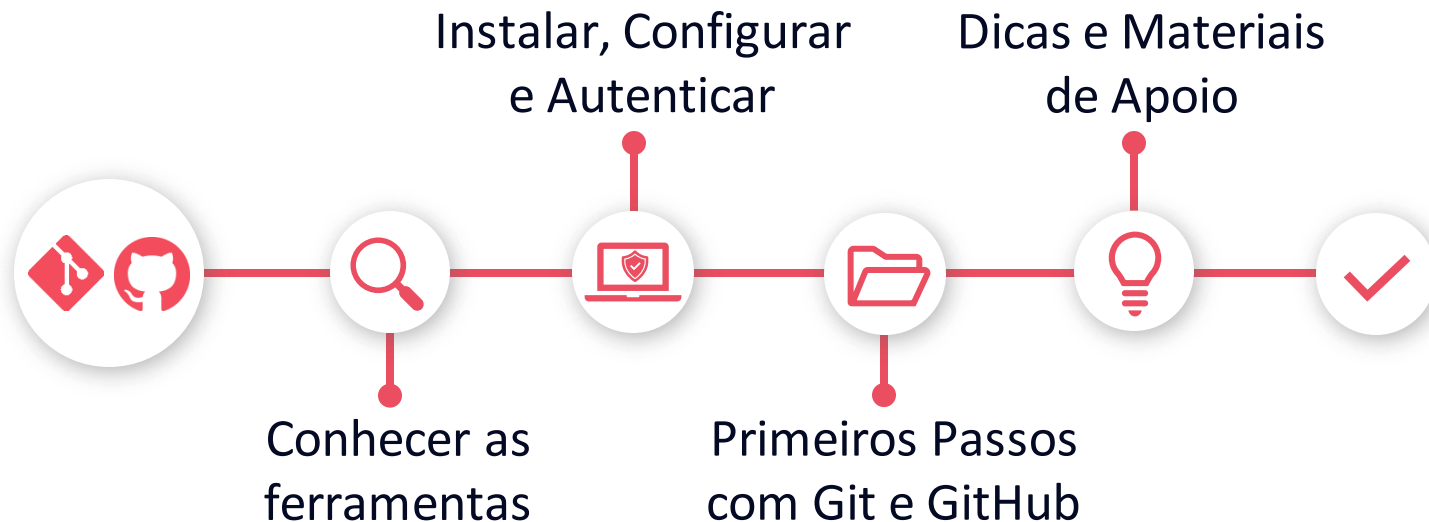 Instalar, Configurar
e Autenticar
Dicas e Materiais
de Apoio
Conhecer as
ferramentas
Primeiros Passos
com Git e GitHub